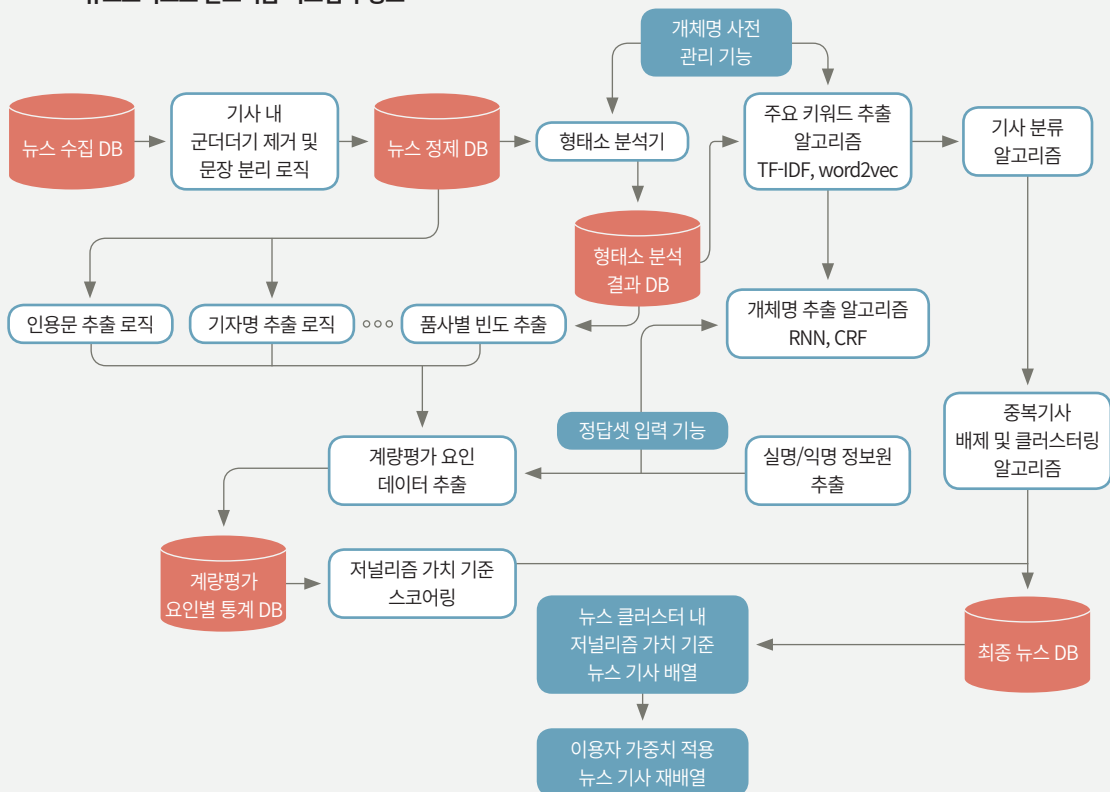 개체명 사전
관리 기능
뉴스 수집 DB
기사 내
군더더기 제거 및
문장 분리 로직
뉴스 정제 DB
형태소 분석기
주요 키워드 추출
알고리즘
TF-IDF, word2vec
기사 분류
알고리즘
형태소 분석
결과 DB
인용문 추출 로직
기자명 추출 로직
품사별 빈도 추출
개체명 추출 알고리즘
RNN, CRF
정답셋 입력 기능
중복기사
배제 및 클러스터링
알고리즘
계량평가 요인
데이터 추출
실명/익명 정보원
추출
계량평가
요인별 통계 DB
저널리즘 가치 기준
스코어링
뉴스 클러스터 내
저널리즘 가치 기준
뉴스 기사 배열
최종 뉴스 DB
이용자 가중치 적용
뉴스 기사 재배열